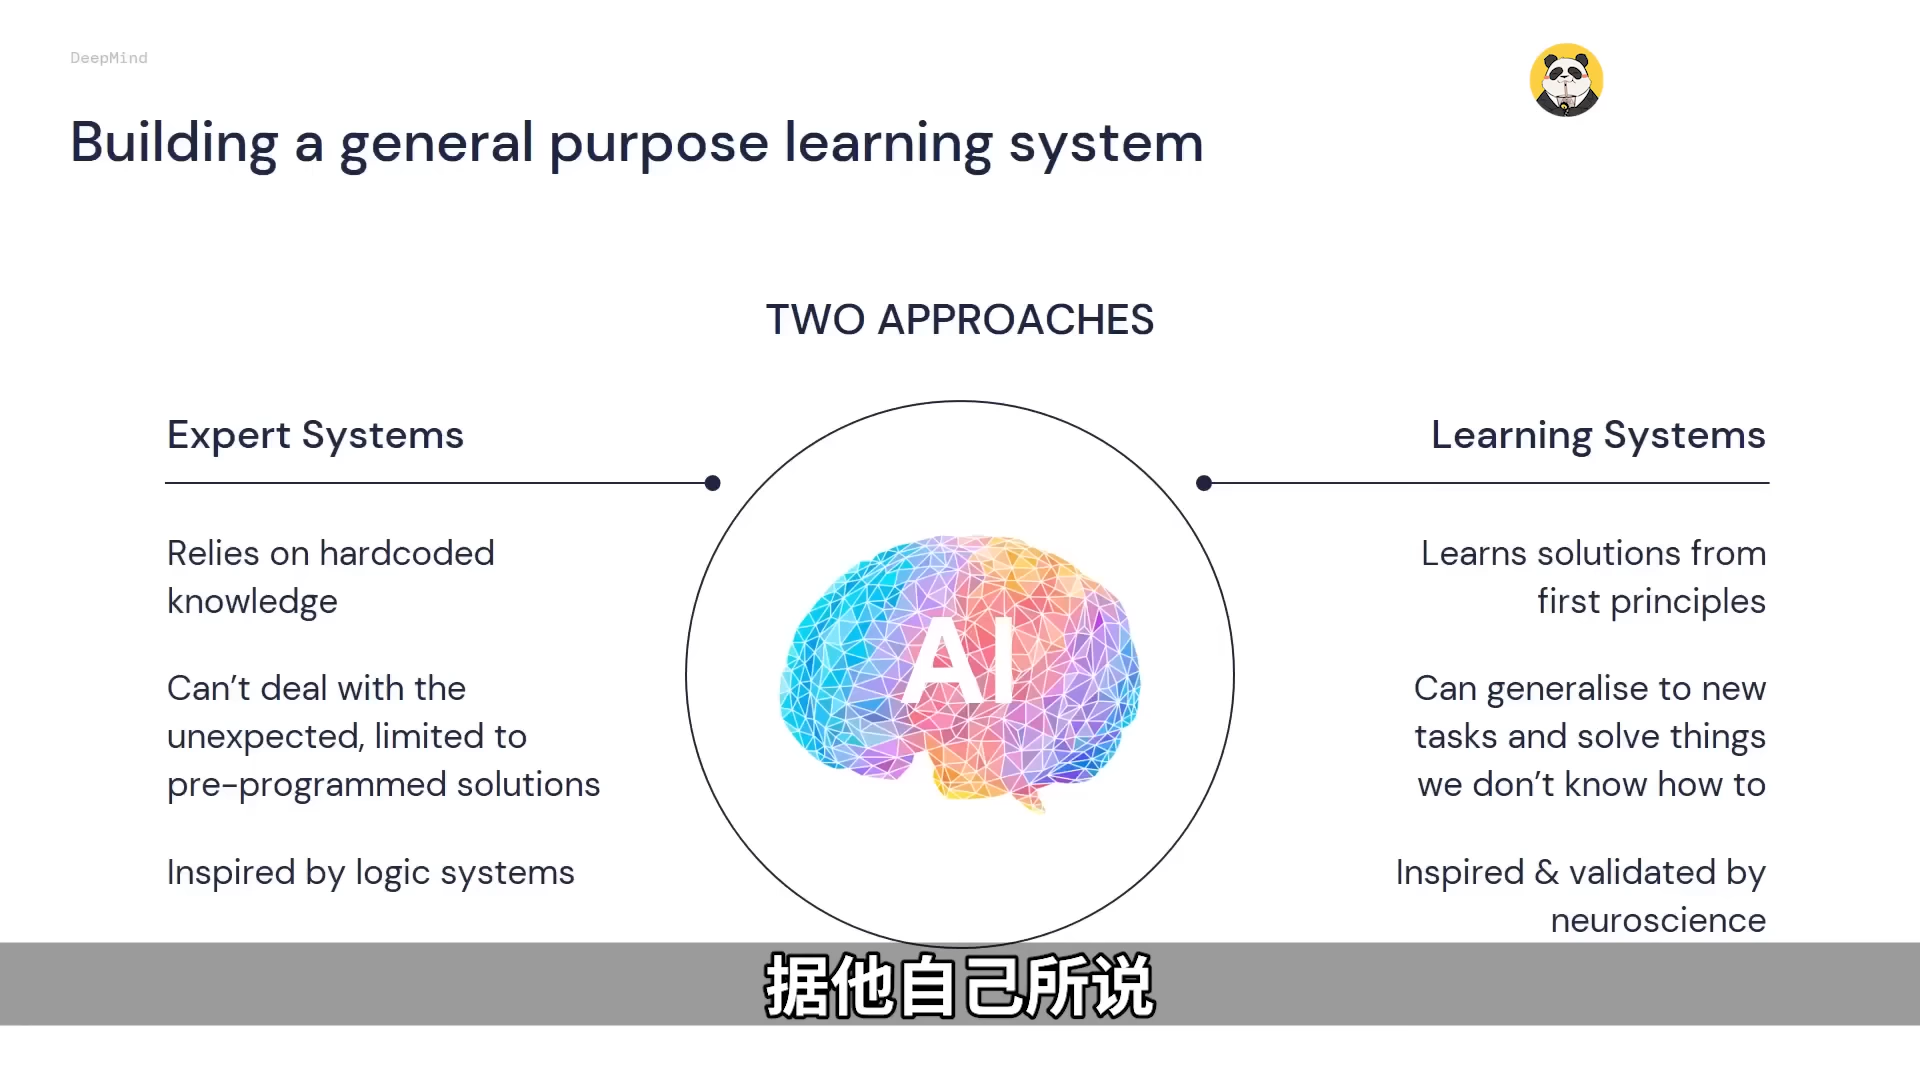 DeepMind
Building a general purpose learning system
TWO APPROACHES
Expert Systems
Relies on hardcoded
knowledge
Can’t deal with the
unexpected, limited to
pre-programmed solutions
Inspired by logic systems
AI
Learning Systems
Learns solutions from
first principles
Can generalise to new
tasks and solve things
we don’t know how to
Inspired & validated by
neuroscience
据他自己所说